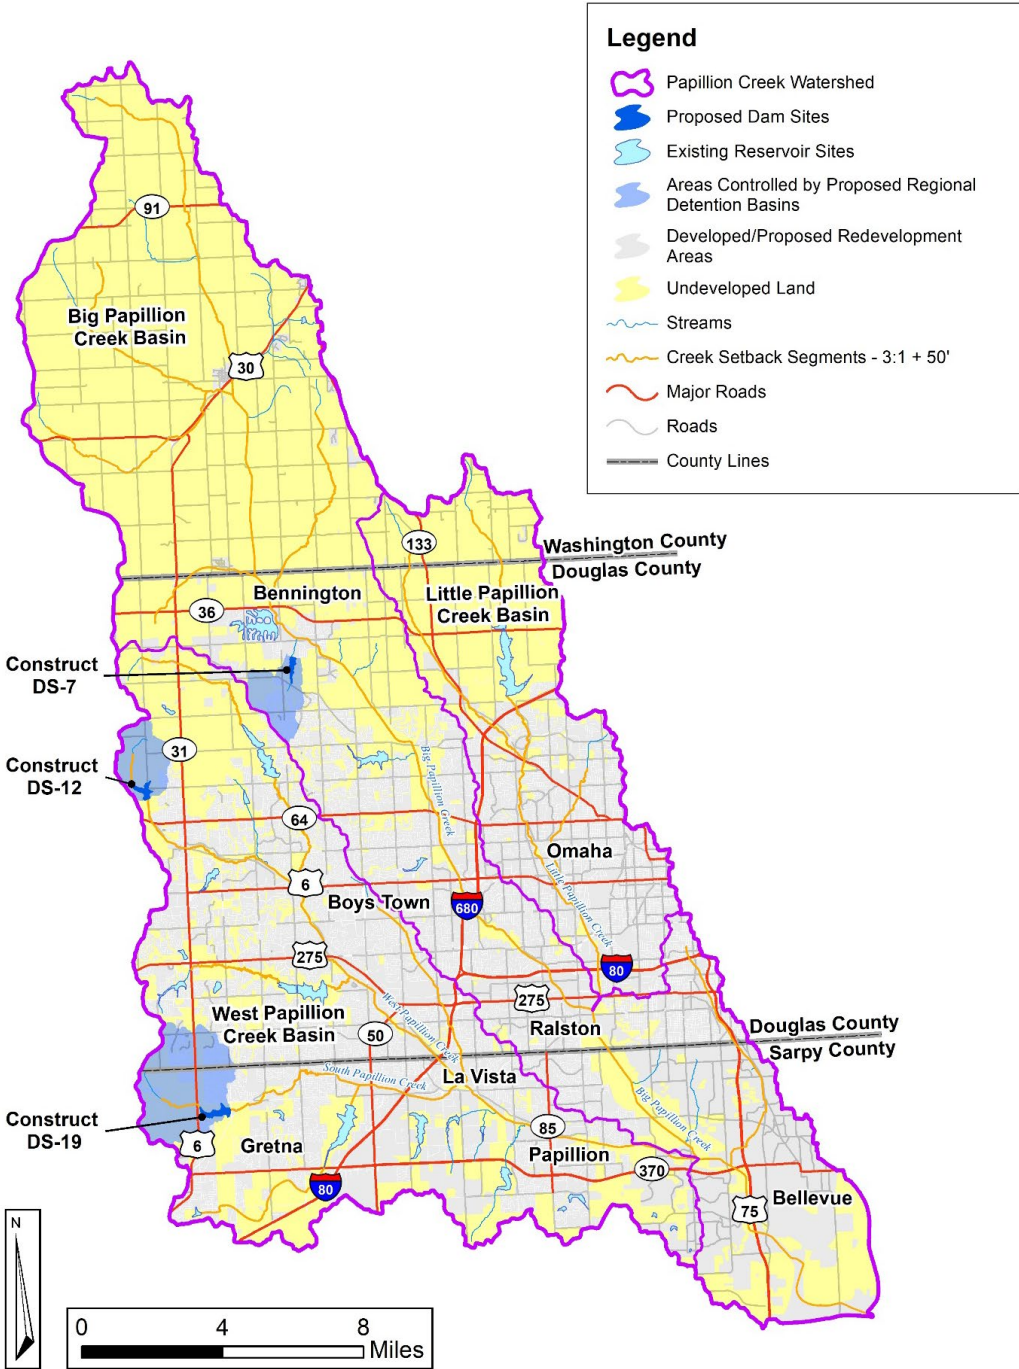 Legend
Papillion Creek Watershed
Proposed Dam Sites
Existing Reservoir Sites
Areas Controlled by Proposed Regional
Detention Basins
Developed/Proposed Redevelopment
Areas
Undeveloped Land
Streams
Creek Setback Segments - 3:1 + 50'
Major Roads
Roads
County Lines
91
Big Papillion
Creek Basin
30
133
Washington County
Douglas County
Bennington
36
Little Papillion
Creek Basin
Construct
DS-7
31
Construct
DS-12
Big Papillion Creek
64
Omaha
6
Boys Town
680
Little Papillion Creek
275
80
West Papillion
Creek Basin
West Papillion Creek
275
50
Ralston
Douglas County
Sarpy County
South Papillion Creek
La Vista
Big Papillion Creek
Construct
DS-19
6
Gretna
85
Papillion
370
80
Bellevue
75
N
0 4 8
Miles